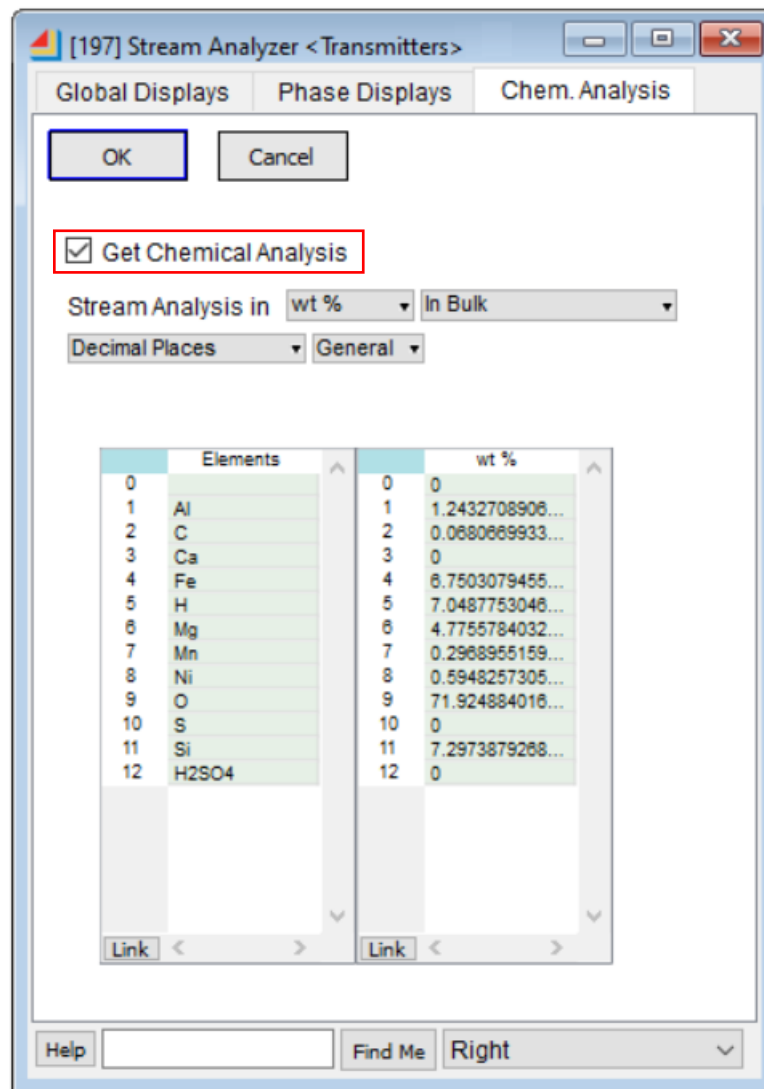 [197] Stream Analyzer <Transmitters>
Global Displays Phase Displays Chem. Analysis
OK Cancel
Get Chemical Analysis
Stream Analysis in wt % In Bulk
Decimal Places General
Elements wt %
0 0 0
1 Al 1 1.2432708906...
2 C 2 0.0680669933...
3 Ca 3 0
4 Fe 4 6.7503079455...
5 H 5 7.0487753046...
6 Mg 6 4.7755784032...
7 Mn 7 0.2968955159...
8 Ni 8 0.5948257305...
9 O 9 71.924884016...
10 S 10 0
11 Si 11 7.2973879268...
12 H2SO4 12 0
Link Link
Help Find Me Right